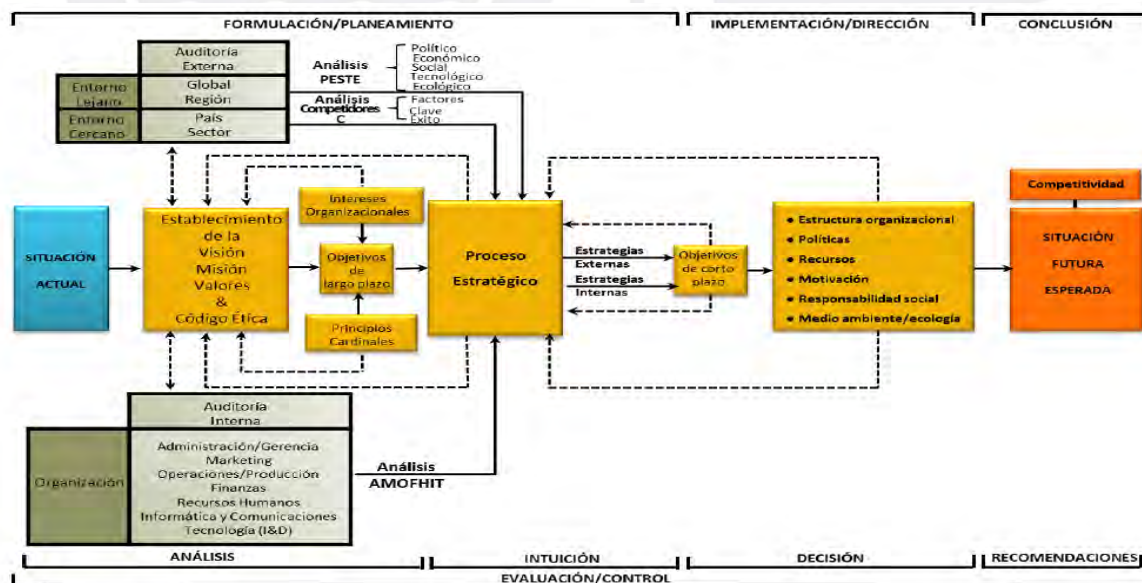 FORMULACIÓN/PLANEAMIENTO
IMPLEMENTACIÓN/DIRECCIÓN
CONCLUSIÓN
Auditoría
Externa
Entorno
Lejano
Global
Región
Entorno
Cercano
País
Sector
Análisis
PESTE
Político
Económico
Social
Tecnológico
Ecológico
Análisis
Competidores
C
Factores
Clave
Éxito
SITUACIÓN
ACTUAL
Establecimiento
de la
Visión
Misión
Valores
&
Código Ética
Intereses
Organizacionales
Objetivos
de
largo plazo
Principios
Cardinales
Proceso
Estratégico
Estrategias
Externas
Estrategias
Internas
Objetivos
de corto
plazo
• Estructura organizacional
• Políticas
• Recursos
• Motivación
• Responsabilidad social
• Medio ambiente/ecología
Competitividad
SITUACIÓN
FUTURA
ESPERADA
Auditoría
Interna
Organización
Administración/Gerencia
Marketing
Operaciones/Producción
Finanzas
Recursos Humanos
Informática y Comunicaciones
Tecnología (I&D)
Análisis
AMOFHIT
ANÁLISIS
INTUICIÓN
DECISIÓN
RECOMENDACIONES
EVALUACIÓN/CONTROL